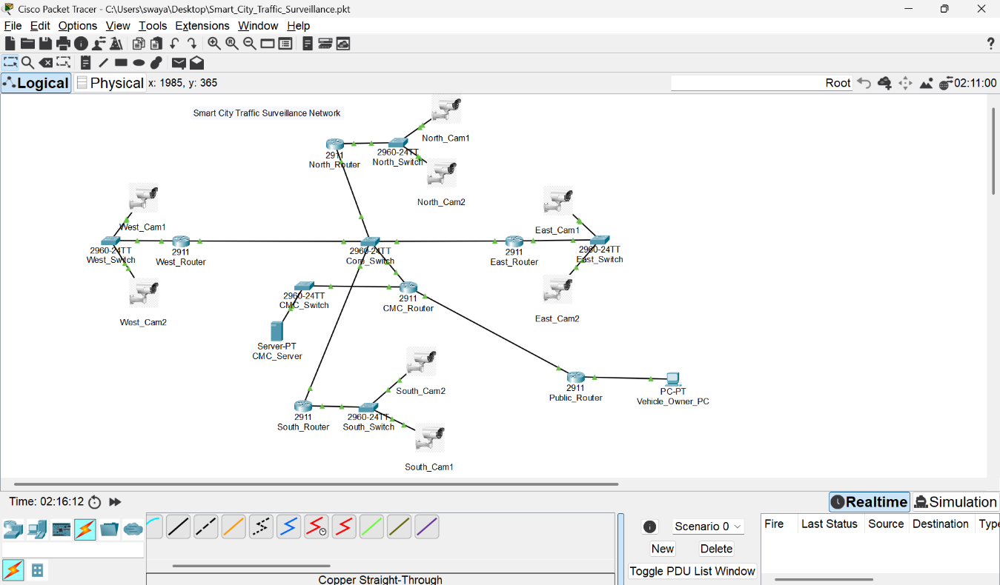 Cisco Packet Tracer - C:\Users\swaya\Desktop\Smart_City_Traffic_Surveillance.pkt
File Edit Options View Tools Extensions Window Help
?
Logical Physical x: 1985, y: 365 Root 02:11:00
Smart City Traffic Surveillance Network
North_Cam1
2911
North_Router
2960-24TT
North_Switch
North_Cam2
West_Cam1
2960-24TT
West_Switch
2911
West_Router
West_Cam2
2960-24TT
Core_Switch
East_Cam1
2911
East_Router
2960-24TT
East_Switch
East_Cam2
2960-24TT
CMC_Switch
2911
CMC_Router
Server-PT
CMC_Server
South_Cam2
2911
Public_Router
PC-PT
Vehicle_Owner_PC
2911
South_Router
2960-24TT
South_Switch
South_Cam1
Time: 02:16:12
Realtime Simulation
Scenario 0
New Delete
Toggle PDU List Window
Fire Last Status Source Destination Type
Copper Straight-Through